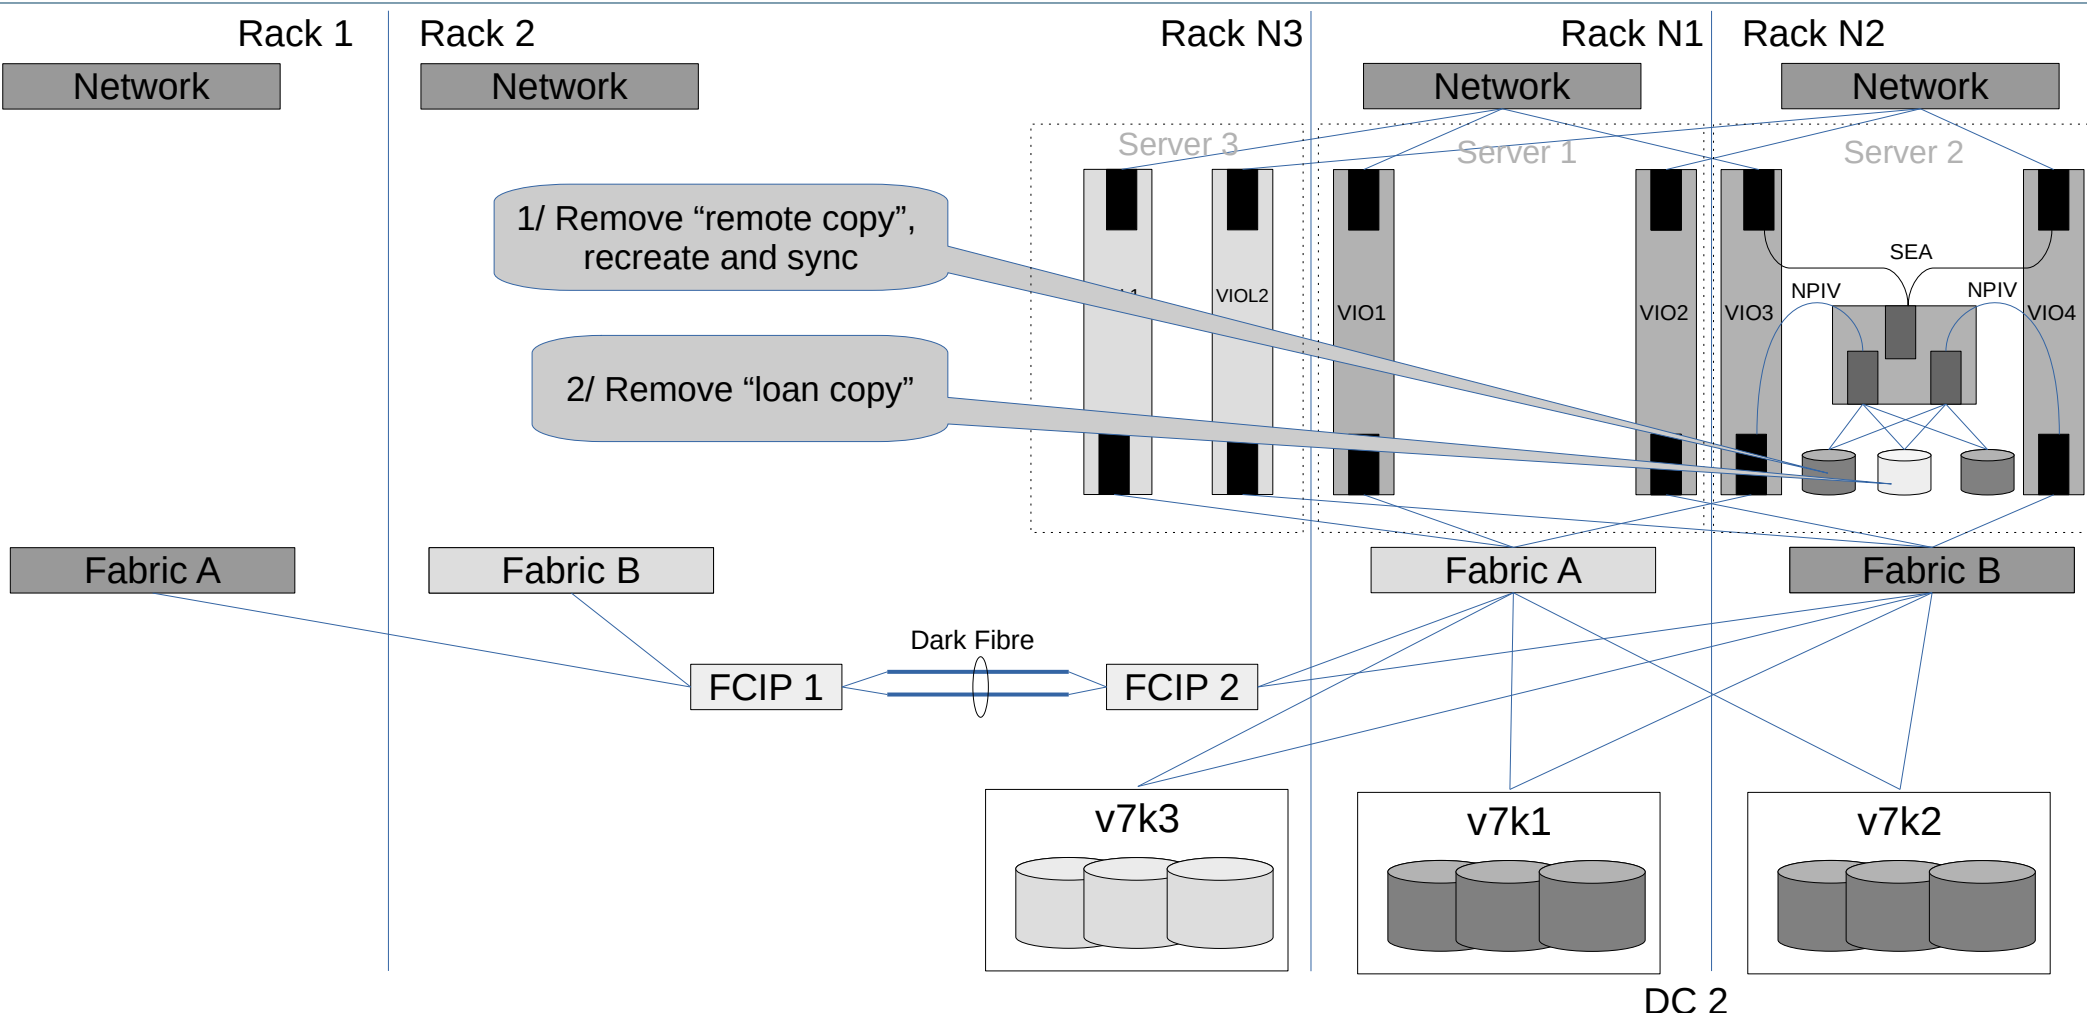 Rack 1
Rack 2
Rack N3
Rack N1
Rack N2
Network
Network
Network
Network
Server 3
Server 1
Server 2
1/ Remove “remote copy”,
recreate and sync
SEA
NPIV
NPIV
VIOL2
VIO1
VIO2
VIO3
VIO4
2/ Remove “loan copy”
Fabric A
Fabric B
Fabric A
Fabric B
Dark Fibre
FCIP 1
FCIP 2
v7k3
v7k1
v7k2
DC 2